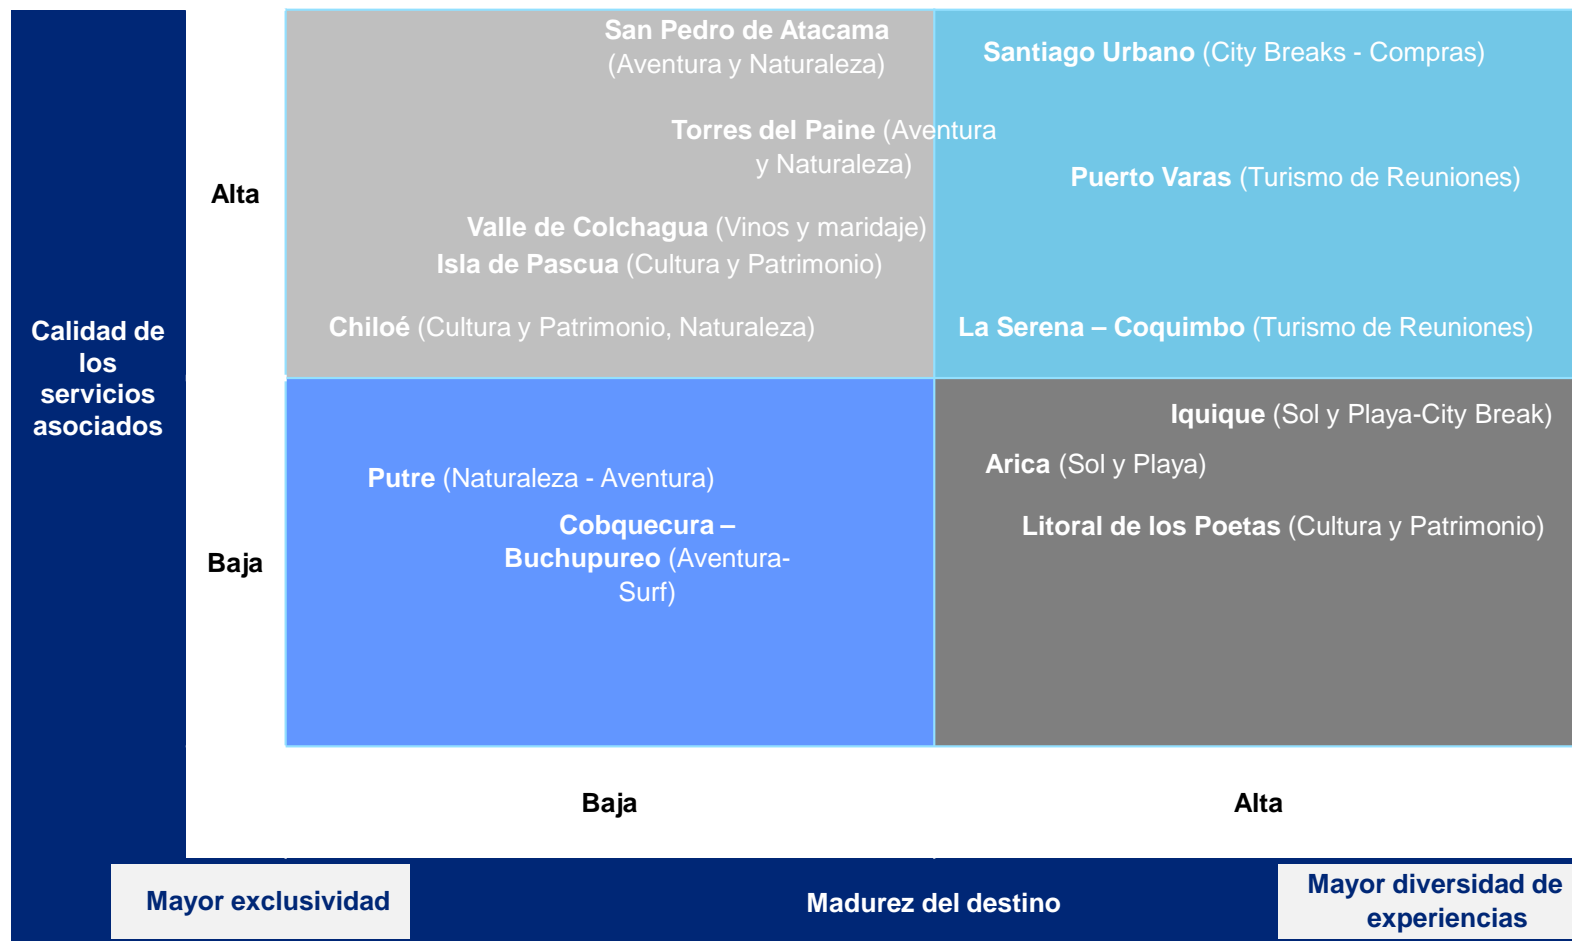 San Pedro de Atacama
(Aventura y Naturaleza)
Santiago Urbano (City Breaks - Compras)
Torres del Paine (Aventura
y Naturaleza)
Puerto Varas (Turismo de Reuniones)
Alta
Valle de Colchagua (Vinos y maridaje)
Isla de Pascua (Cultura y Patrimonio)
Chiloé (Cultura y Patrimonio, Naturaleza)
La Serena – Coquimbo (Turismo de Reuniones)
Calidad de
los
servicios
asociados
Iquique (Sol y Playa-City Break)
Arica (Sol y Playa)
Putre (Naturaleza - Aventura)
Cobquecura –
Buchupureo (Aventura-
Surf)
Litoral de los Poetas (Cultura y Patrimonio)
Baja
Baja
Alta
Mayor exclusividad
Madurez del destino
Mayor diversidad de
experiencias